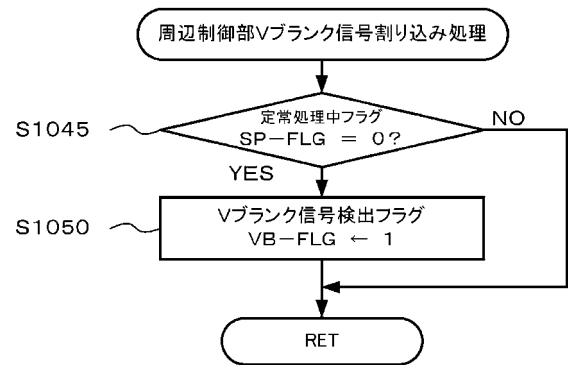 周辺制御部Vブランク信号割り込み処理
S1045
定常処理中フラグ
SP－FLG ＝ 0？
NO
YES
S1050
Vブランク信号検出フラグ
VB－FLG ← 1
RET